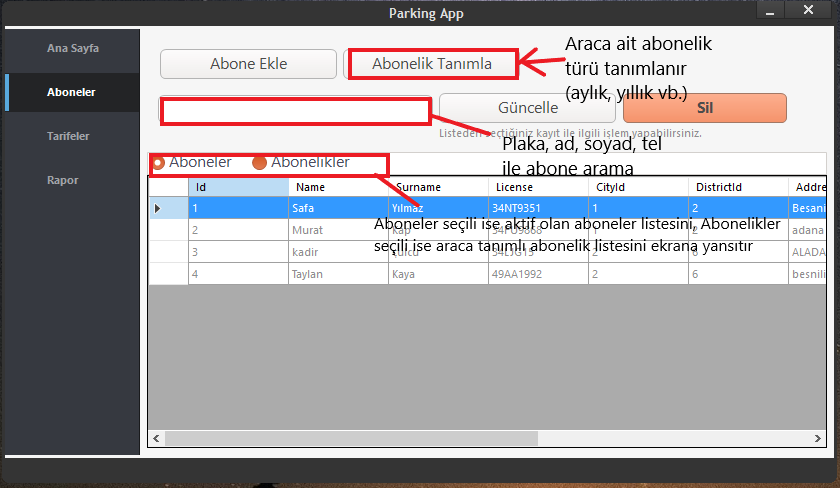 Parking App
Ana Sayfa
Aboneler
Tarifeler
Rapor
Abone Ekle
Abonelik Tanımla
Araca ait abonelik
türü tanımlanır
(aylık, yıllık vb.)
Güncelle
Sil
Listeden seçtiğiniz kayıt ile ilgili işlem yapabilirsiniz.
Plaka, ad, soyad, tel
ile abone arama
Aboneler
Abonelikler
Id Name Surname License CityId DistrictId Addre
1 Safa Yılmaz 34NT9351 1 2 Besani
Aboneler seçili ise aktif olan aboneler listesini, Abonelikler
seçili ise araca tanımlı abonelik listesini ekrana yansıtır
2 Murat 1 2 adana
3 kadir 2 6 ALADA
4 Taylan Kaya 49AA1992 2 6 besnili